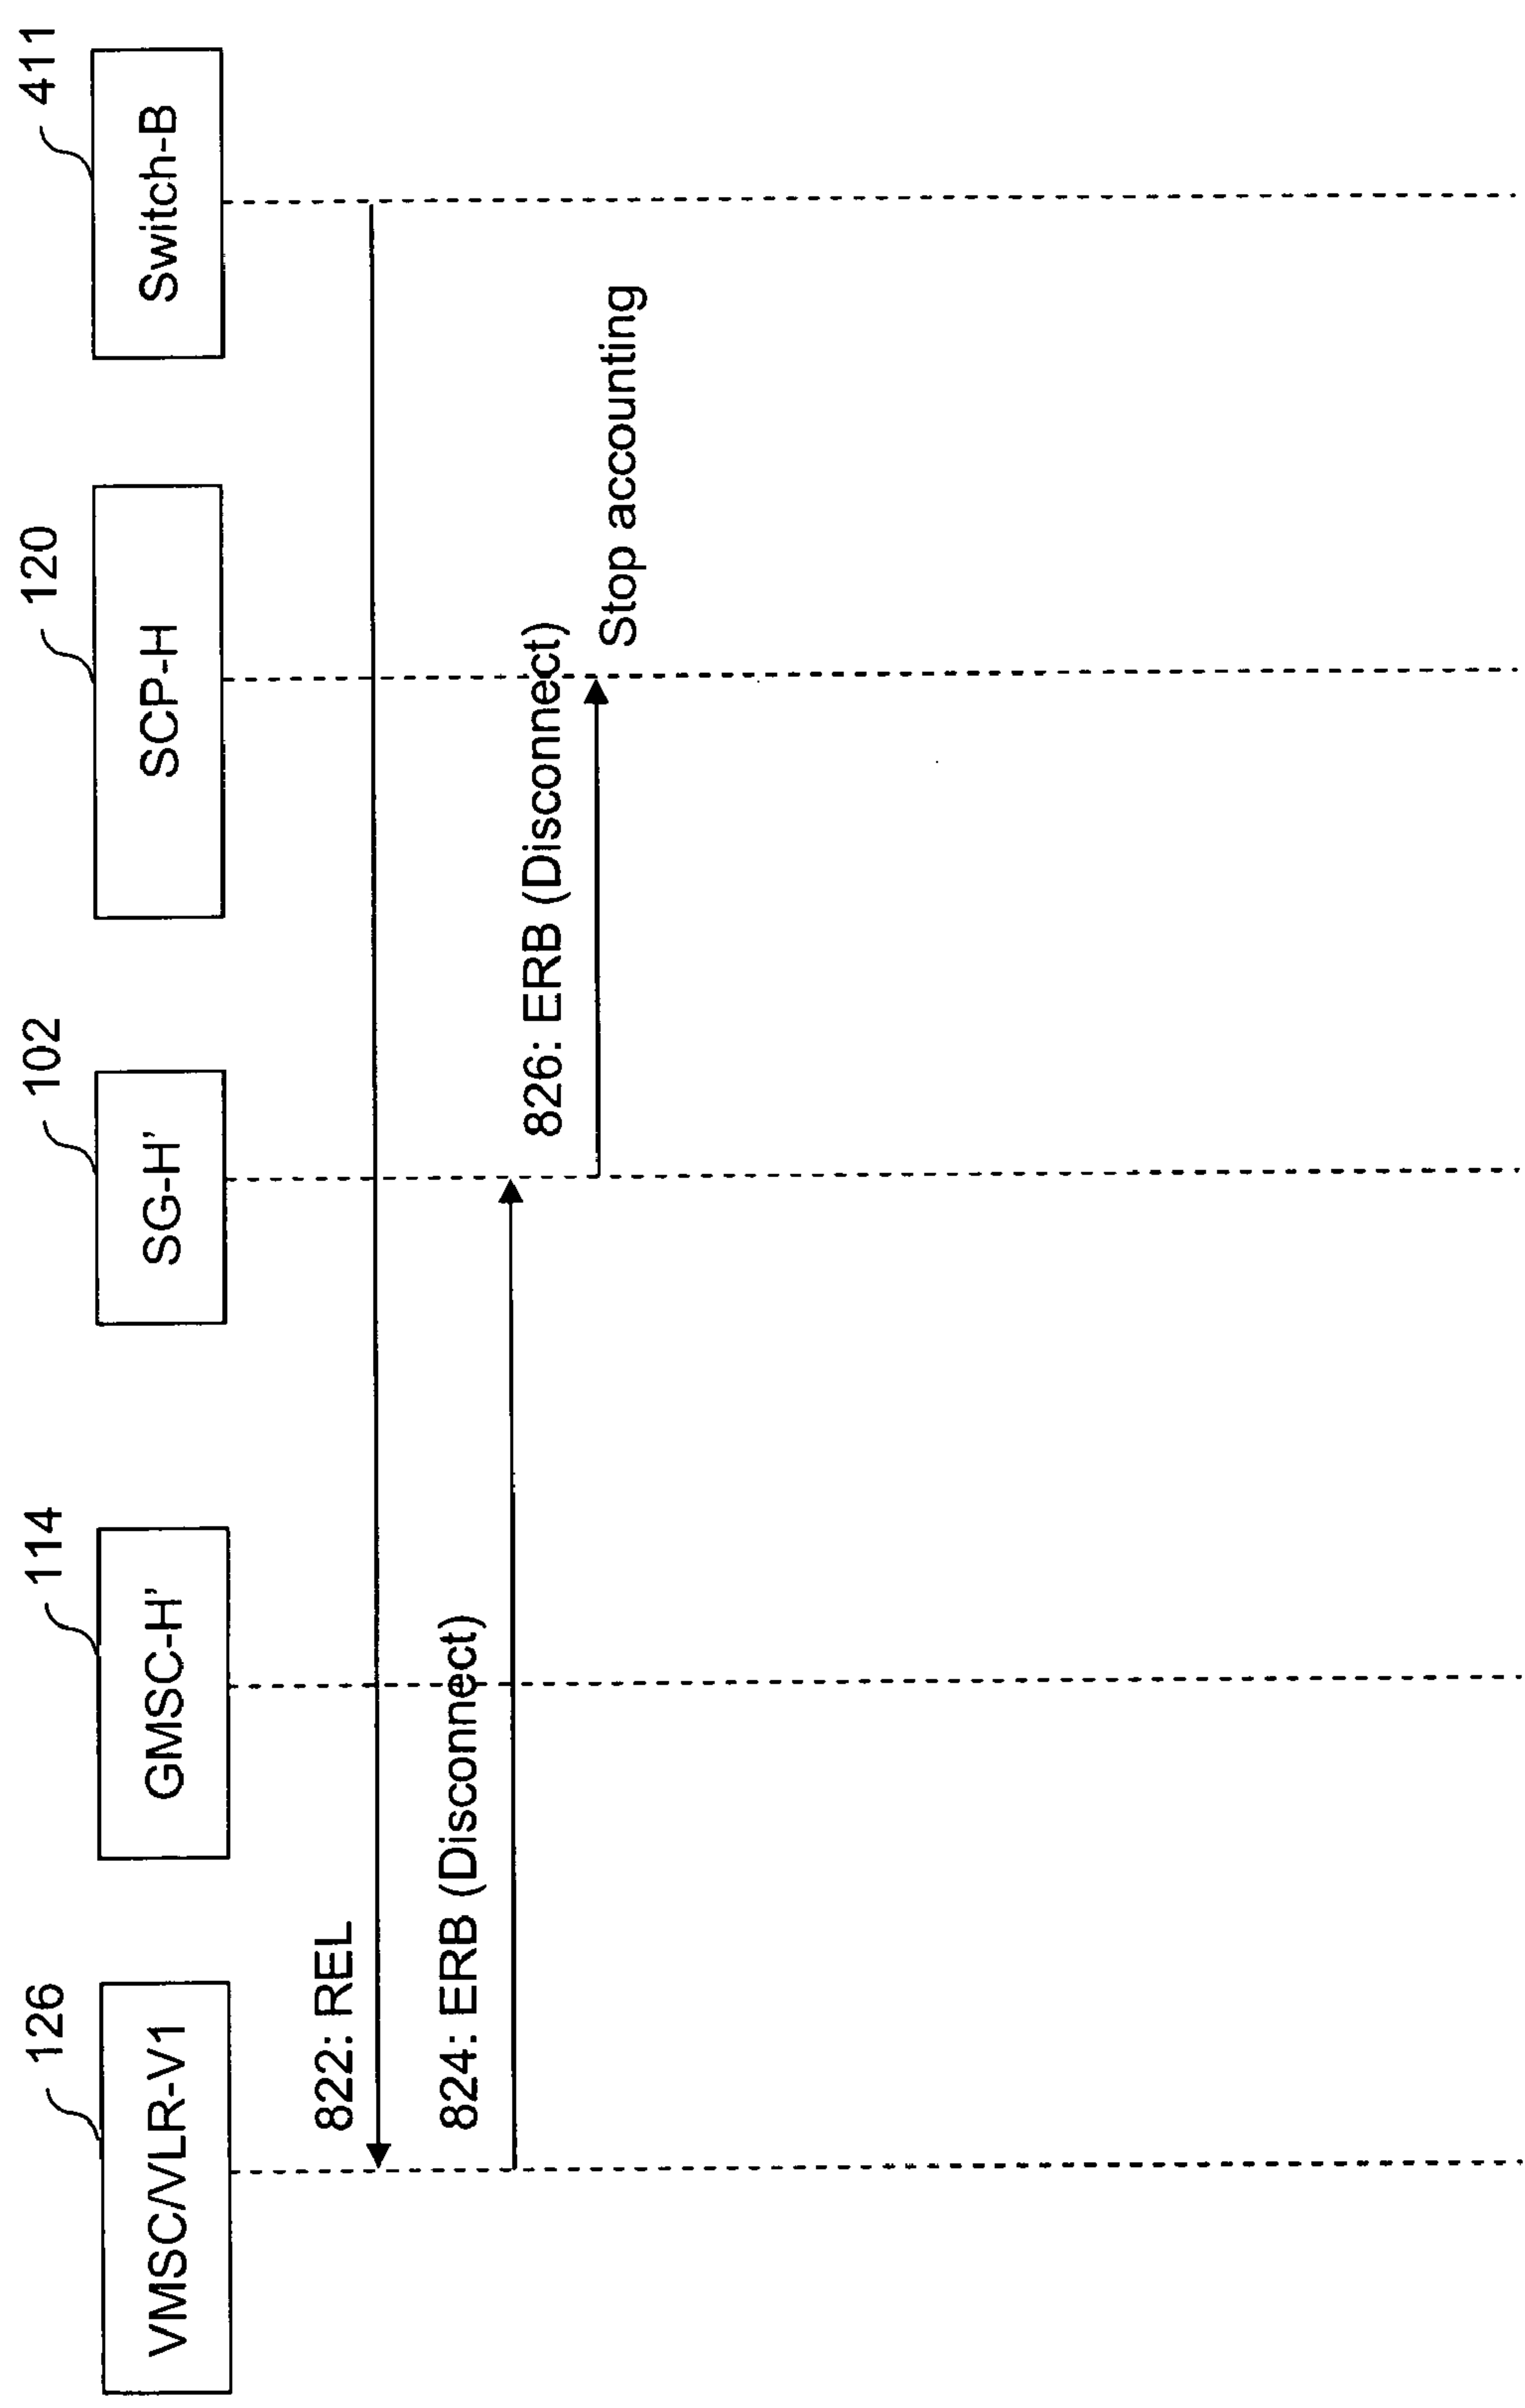 126
114
102
120
411
VMSC/VLR-V1
GMSC-H’
SG-H’
SCP-H
Switch-B
822: REL
824: ERB (Disconnect)
826: ERB (Disconnect)
Stop accounting